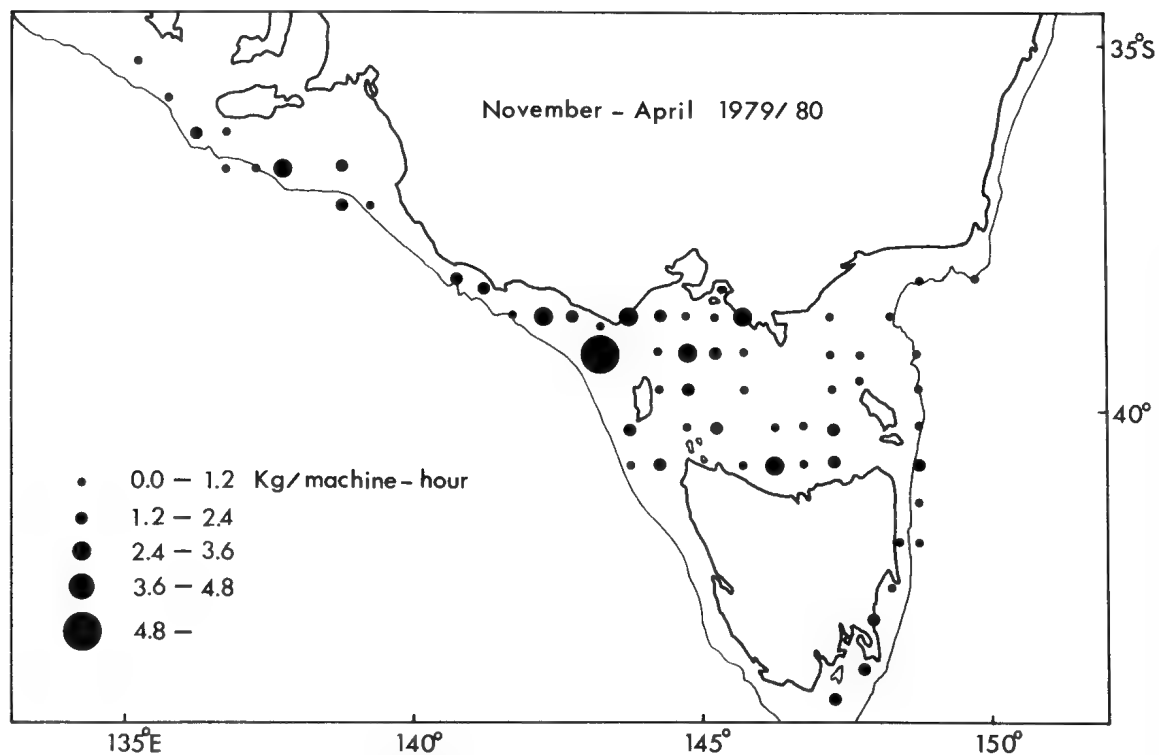 35°S
November – April 1979/80
40°
0.0 – 1.2 Kg/machine-hour
1.2 – 2.4
2.4 – 3.6
3.6 – 4.8
4.8 –
135°E 140° 145° 150°